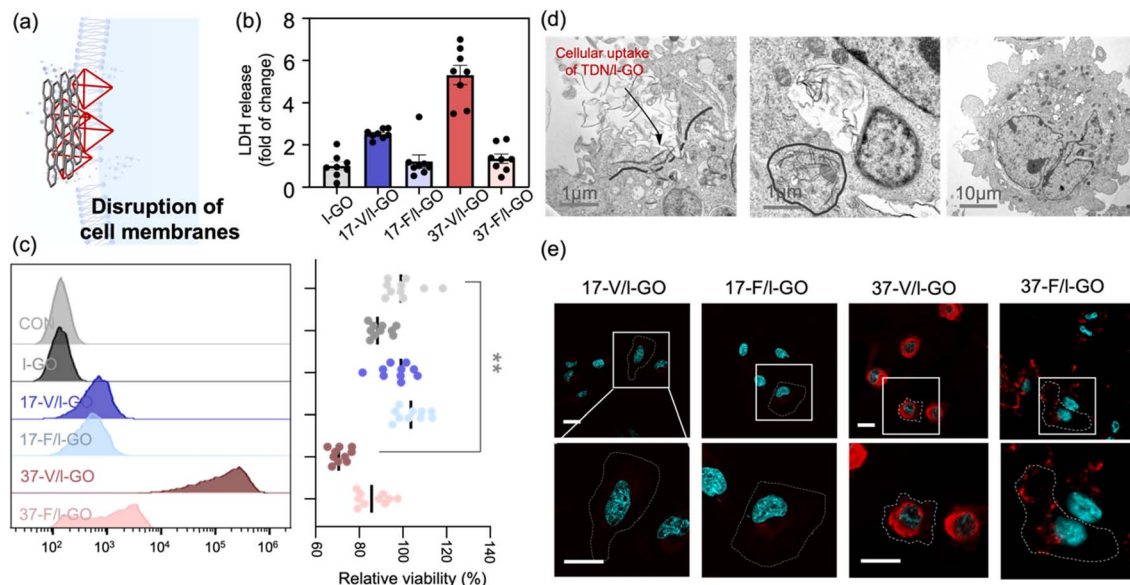 (a)
Disruption of
cell membranes
(b)
LDH release
(fold of change)
8
6
4
2
0
I-GO
17-V/I-GO
17-F/I-GO
37-V/I-GO
37-F/I-GO
(c)
CON
I-GO
17-V/I-GO
17-F/I-GO
37-V/I-GO
37-F/I-GO
10² 10³ 10⁴ 10⁵ 10⁶
**
60 80 100 120 140
Relative viability (%)
(d)
Cellular uptake
of TDN/I-GO
1μm
1μm
10μm
(e)
17-V/I-GO 17-F/I-GO 37-V/I-GO 37-F/I-GO